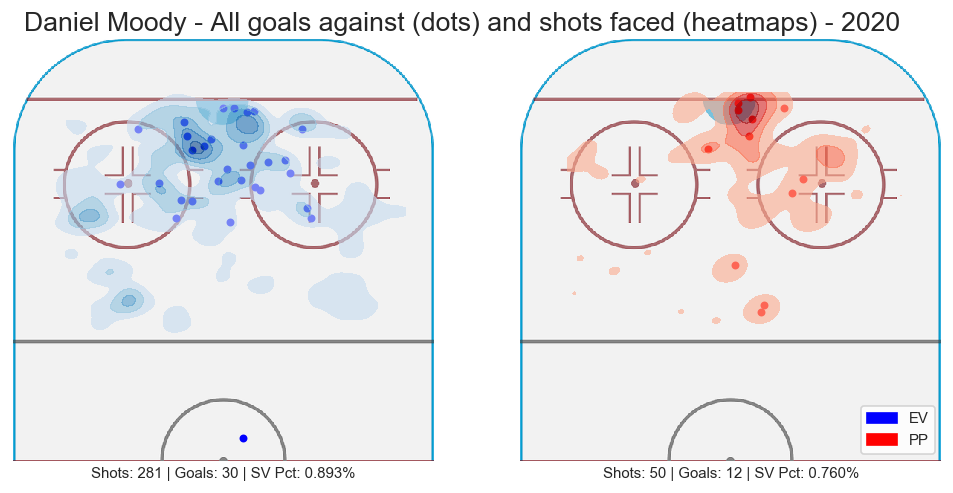 Daniel Moody - All goals against (dots) and shots faced (heatmaps) - 2020
EV
PP
Shots: 281 | Goals: 30 | SV Pct: 0.893%
Shots: 50 | Goals: 12 | SV Pct: 0.760%